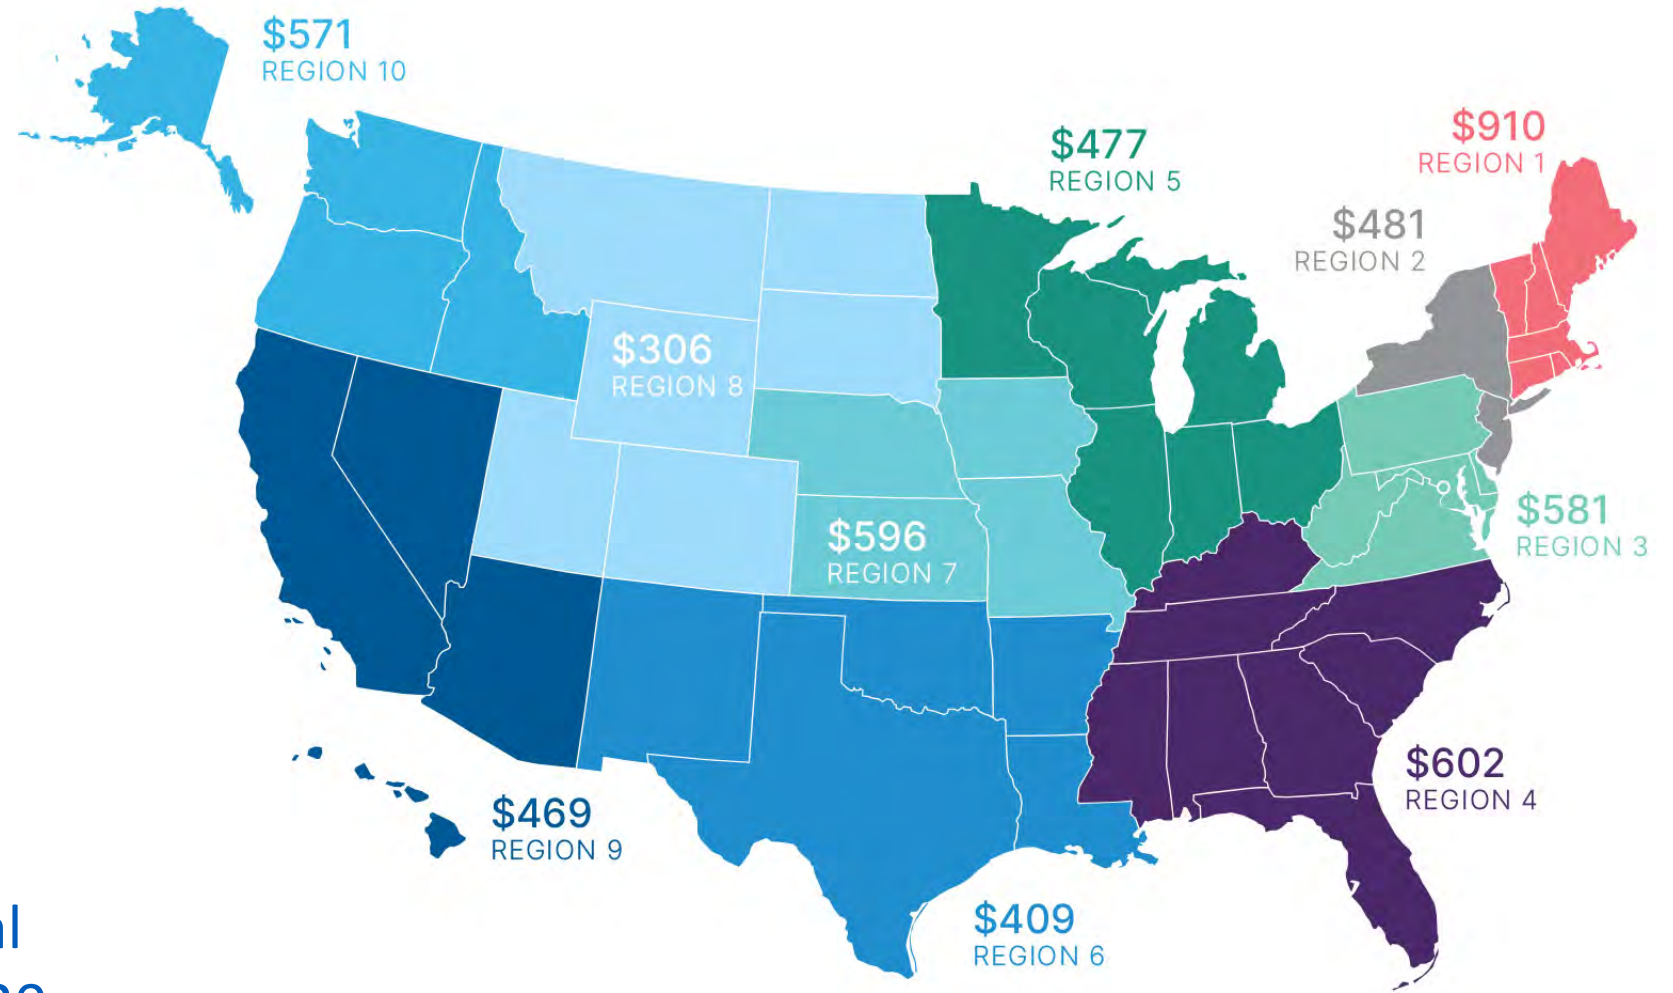 $571
REGION 10
$477
REGION 5
$910
REGION 1
$481
REGION 2
$306
REGION 8
$596
REGION 7
$581
REGION 3
$602
REGION 4
$469
REGION 9
$409
REGION 6